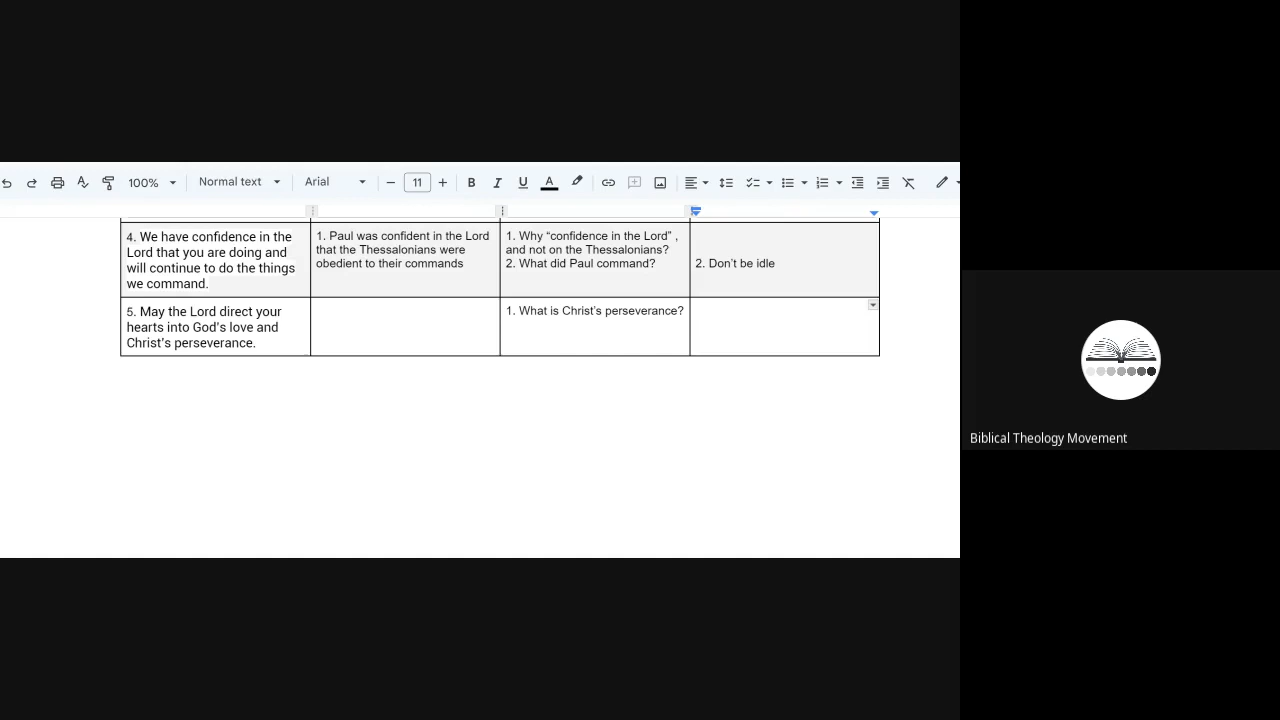 100%
Normal text
Arial
11
B I U A
4. We have confidence in the
Lord that you are doing and
will continue to do the things
we command.
1. Paul was confident in the Lord
that the Thessalonians were
obedient to their commands
1. Why “confidence in the Lord” ,
and not on the Thessalonians?
2. What did Paul command?
2. Don’t be idle
5. May the Lord direct your
hearts into God’s love and
Christ’s perseverance.
1. What is Christ’s perseverance?
Biblical Theology Movement